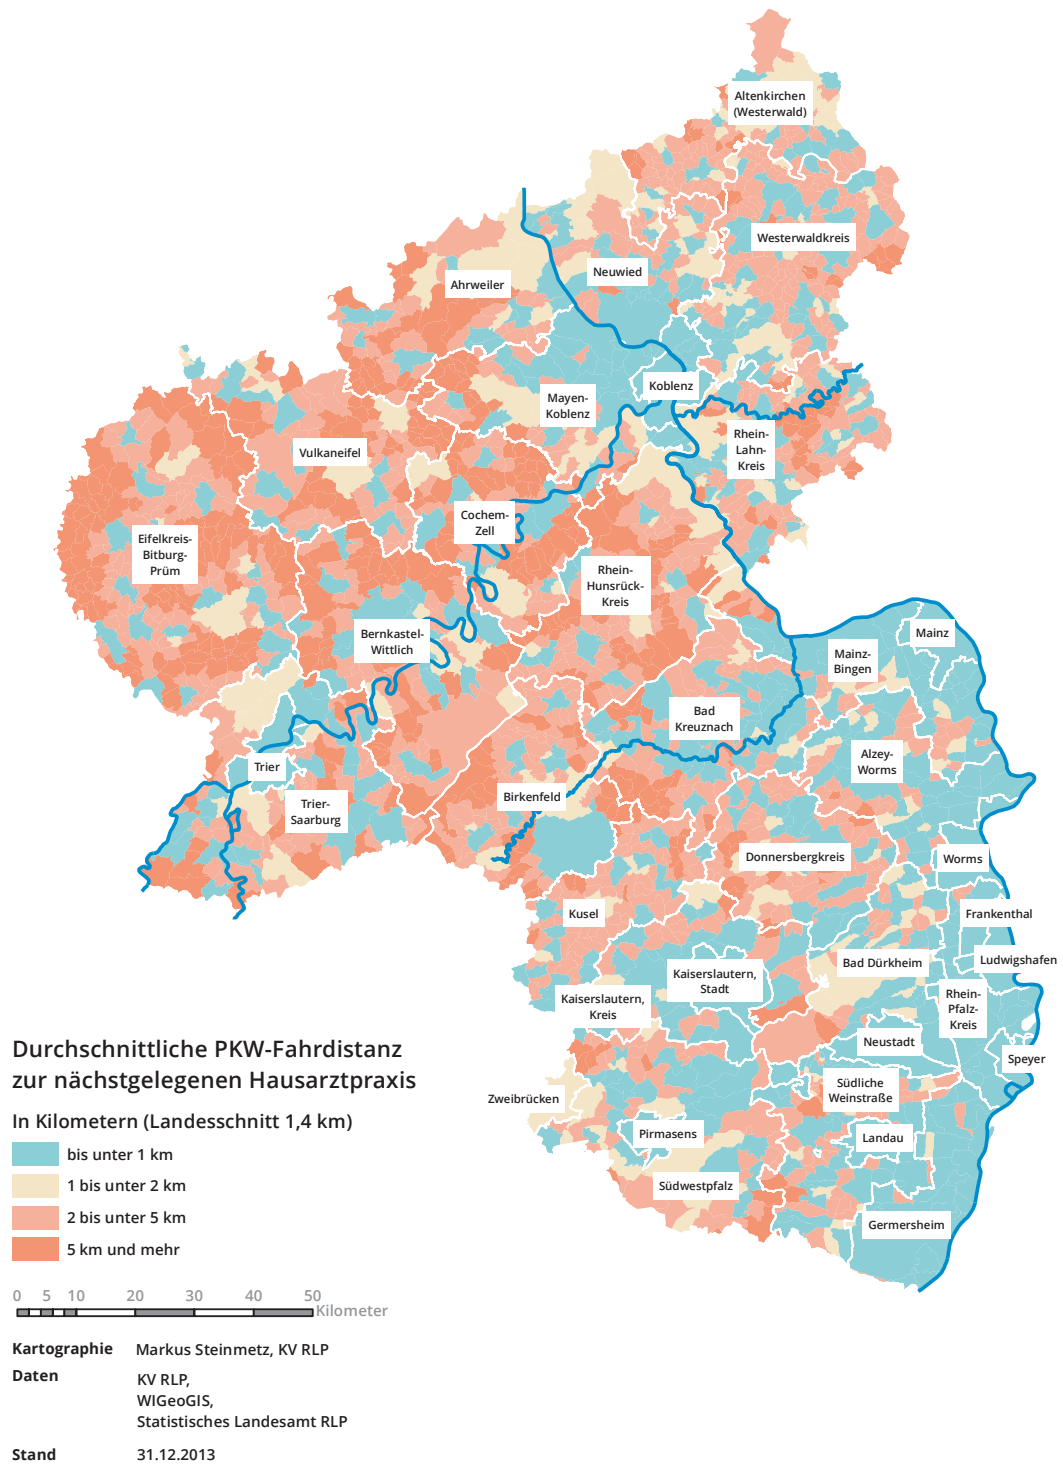 Altenkirchen
(Westerwald)
Westerwaldkreis
Neuwied
Ahrweiler
Koblenz
Mayen-
Koblenz
Rhein-
Lahn-
Kreis
Vulkaneifel
Cochem-
Zell
Eifelkreis-
Bitburg-
Prüm
Rhein-
Hunsrück-
Kreis
Bernkastel-
Wittlich
Mainz
Mainz-
Bingen
Bad
Kreuznach
Alzey-
Worms
Trier
Trier-
Saarburg
Birkenfeld
Donnersbergkreis
Worms
Kusel
Frankenthal
Bad Dürkheim
Ludwigshafen
Kaiserslautern,
Stadt
Kaiserslautern,
Kreis
Rhein-
Pfalz-
Kreis
Neustadt
Speyer
Südliche
Weinstraße
Zweibrücken
Pirmasens
Landau
Südwestpfalz
Germersheim
Durchschnittliche PKW-Fahrdistanz
zur nächstgelegenen Hausarztpraxis
In Kilometern (Landesschnitt 1,4 km)
bis unter 1 km
1 bis unter 2 km
2 bis unter 5 km
5 km und mehr
0 5 10 20 30 40 50
Kilometer
Kartographie Markus Steinmetz, KV RLP
Daten KV RLP,
WIGeoGIS,
Statistisches Landesamt RLP
Stand 31.12.2013